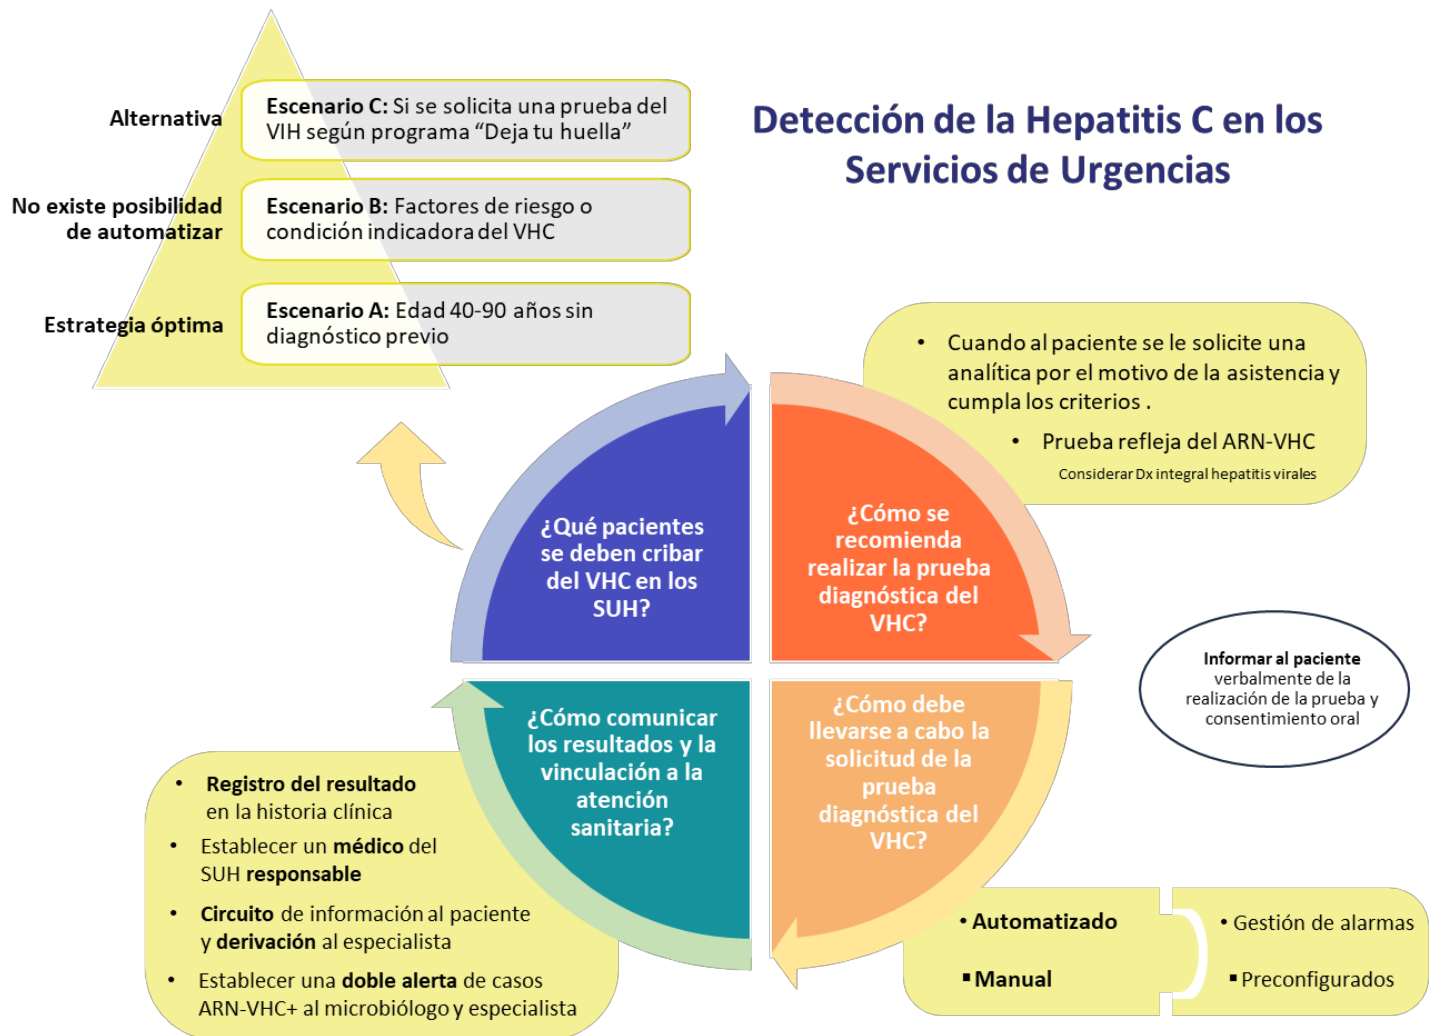 Detección de la Hepatitis C en los
Servicios de Urgencias
Alternativa
Escenario C: Si se solicita una prueba del
VIH según programa “Deja tu huella”
No existe posibilidad
de automatizar
Escenario B: Factores de riesgo o
condición indicadora del VHC
Estrategia óptima
Escenario A: Edad 40-90 años sin
diagnóstico previo
• Cuando al paciente se le solicite una
analítica por el motivo de la asistencia y
cumpla los criterios .
• Prueba refleja del ARN-VHC
Considerar Dx integral hepatitis virales
¿Qué pacientes
se deben cribar
del VHC en los
SUH?
¿Cómo se
recomienda
realizar la prueba
diagnóstica del
VHC?
Informar al paciente
verbalmente de la
realización de la prueba y
consentimiento oral
¿Cómo comunicar
los resultados y la
vinculación a la
atención
sanitaria?
¿Cómo debe
llevarse a cabo la
solicitud de la
prueba
diagnóstica del
VHC?
• Registro del resultado
en la historia clínica
• Establecer un médico del
SUH responsable
• Circuito de información al paciente
y derivación al especialista
• Establecer una doble alerta de casos
ARN-VHC+ al microbiólogo y especialista
• Automatizado
▪ Manual
• Gestión de alarmas
▪ Preconfigurados